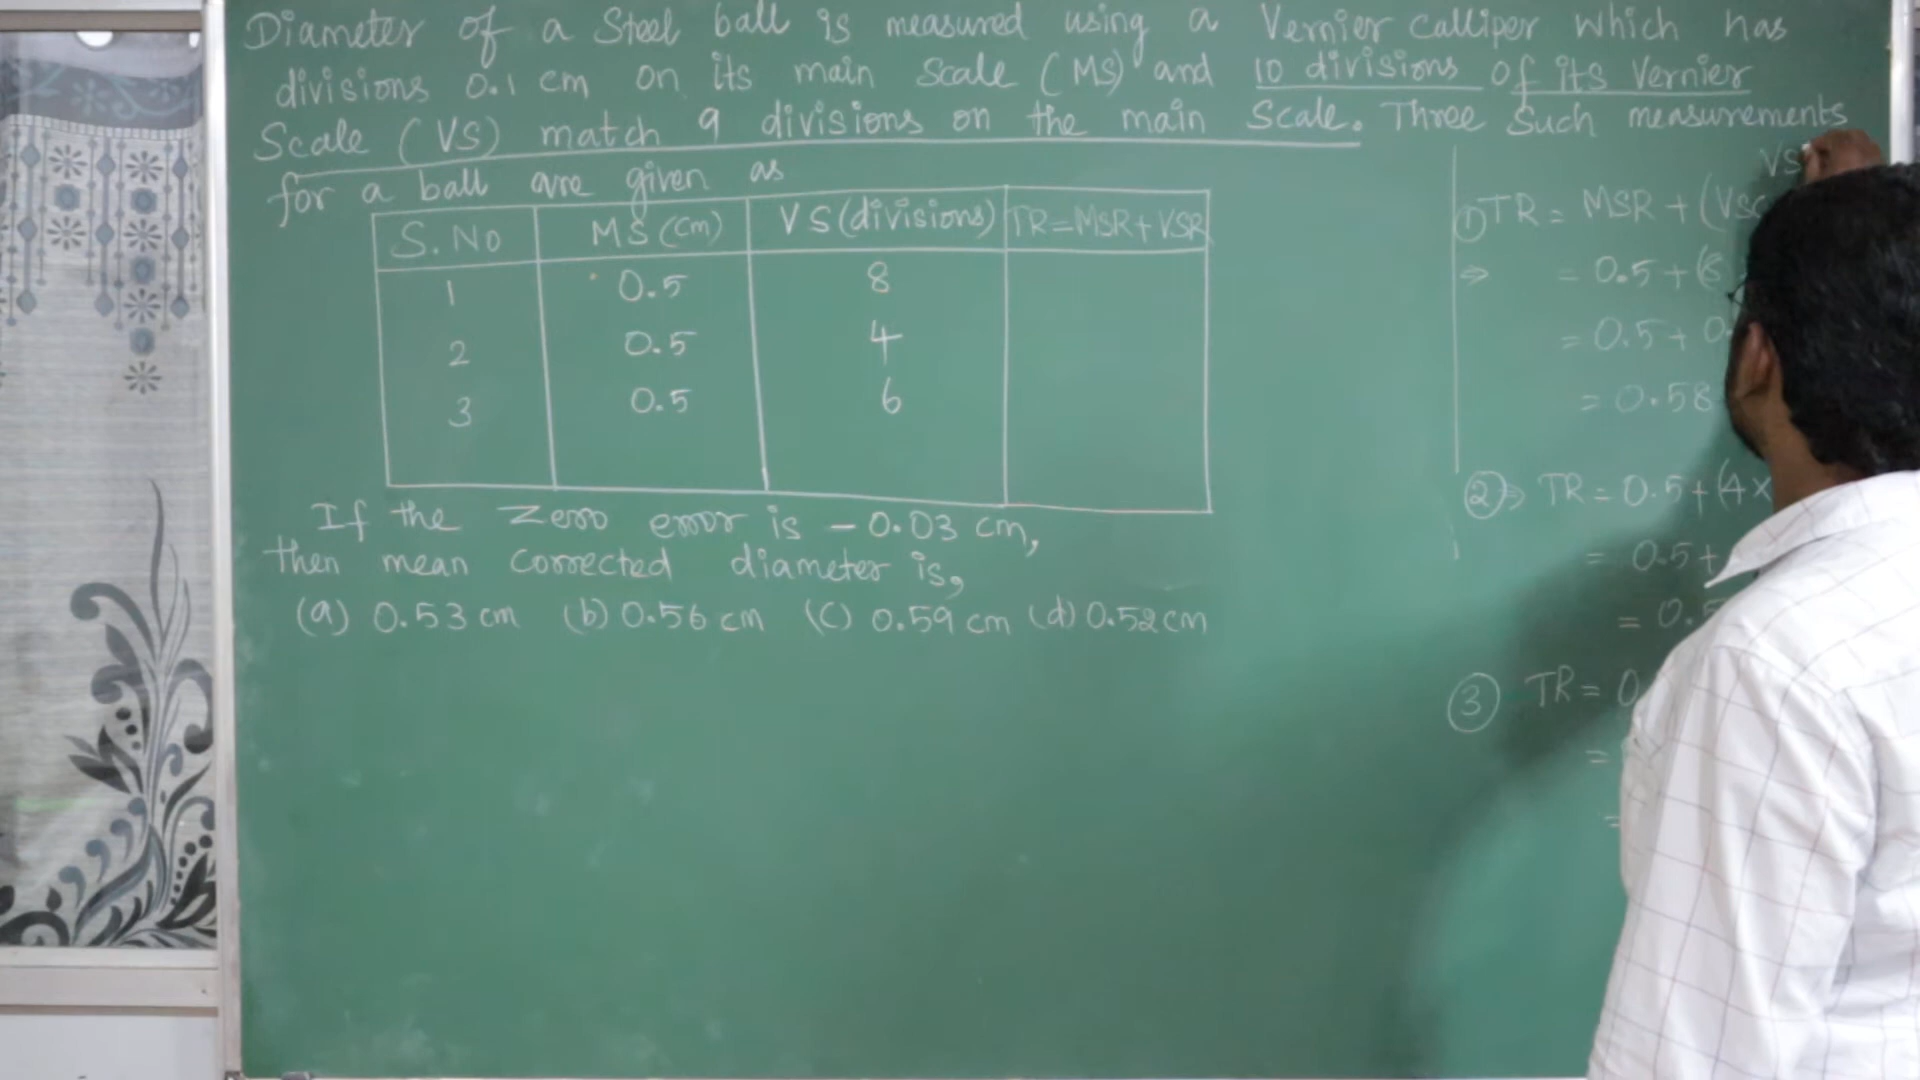 Diameter of a Steel ball is measured using a Vernier calliper which has
divisions 0.1 cm on its main Scale (MS) and 10 divisions of its Vernier
Scale (VS) match 9 divisions on the main Scale. Three Such measurements
for a ball are given as
S.No MS(cm) VS(divisions) TR=MSR+VSR
1 0.5 8
2 0.5 4
3 0.5 6
If the Zero error is -0.03 cm,
then mean corrected diameter is,
(a) 0.53 cm (b) 0.56 cm (c) 0.59 cm (d) 0.52 cm
VS
① TR = MSR + (VS
⇒ = 0.5 + (8
= 0.5 + 0.
= 0.58
② ⇒ TR = 0.5 + (4×
= 0.5 +
= 0.5
③ TR = 0
=
=